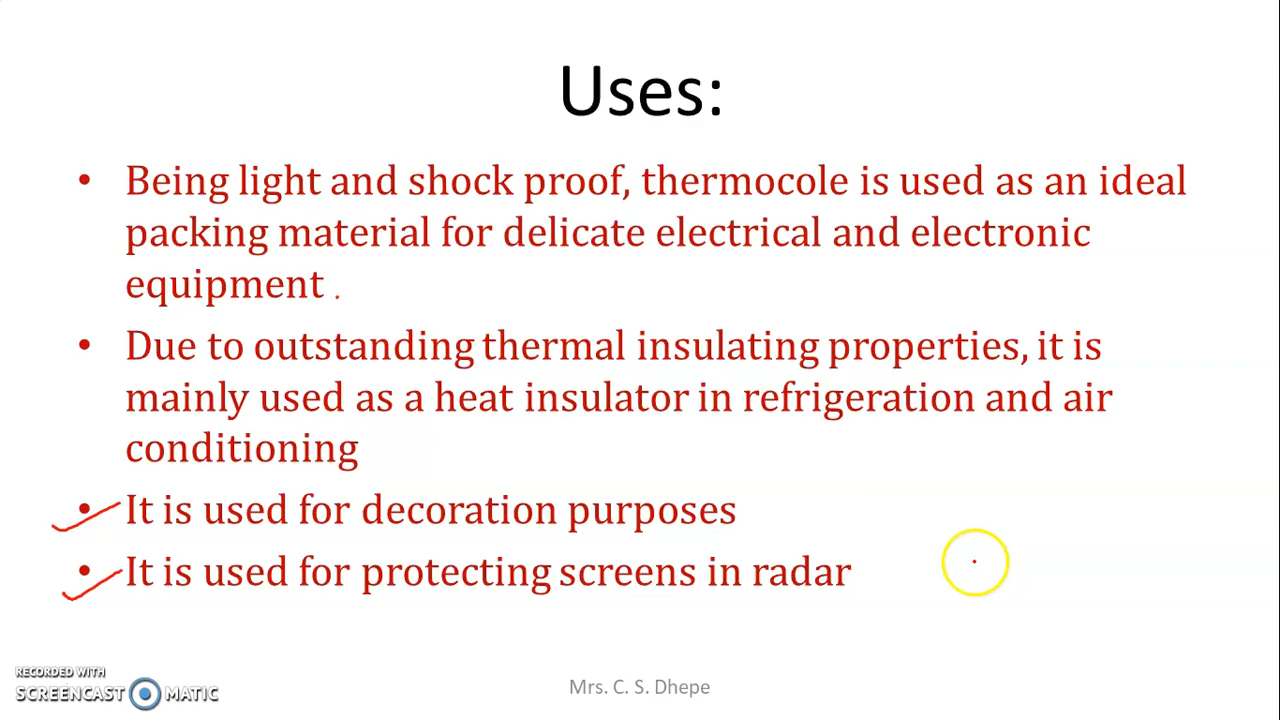 Uses:
• Being light and shock proof, thermocole is used as an ideal
packing material for delicate electrical and electronic
equipment .
• Due to outstanding thermal insulating properties, it is
mainly used as a heat insulator in refrigeration and air
conditioning
• It is used for decoration purposes
• It is used for protecting screens in radar
RECORDED WITH
SCREENCAST MATIC
Mrs. C. S. Dhepe